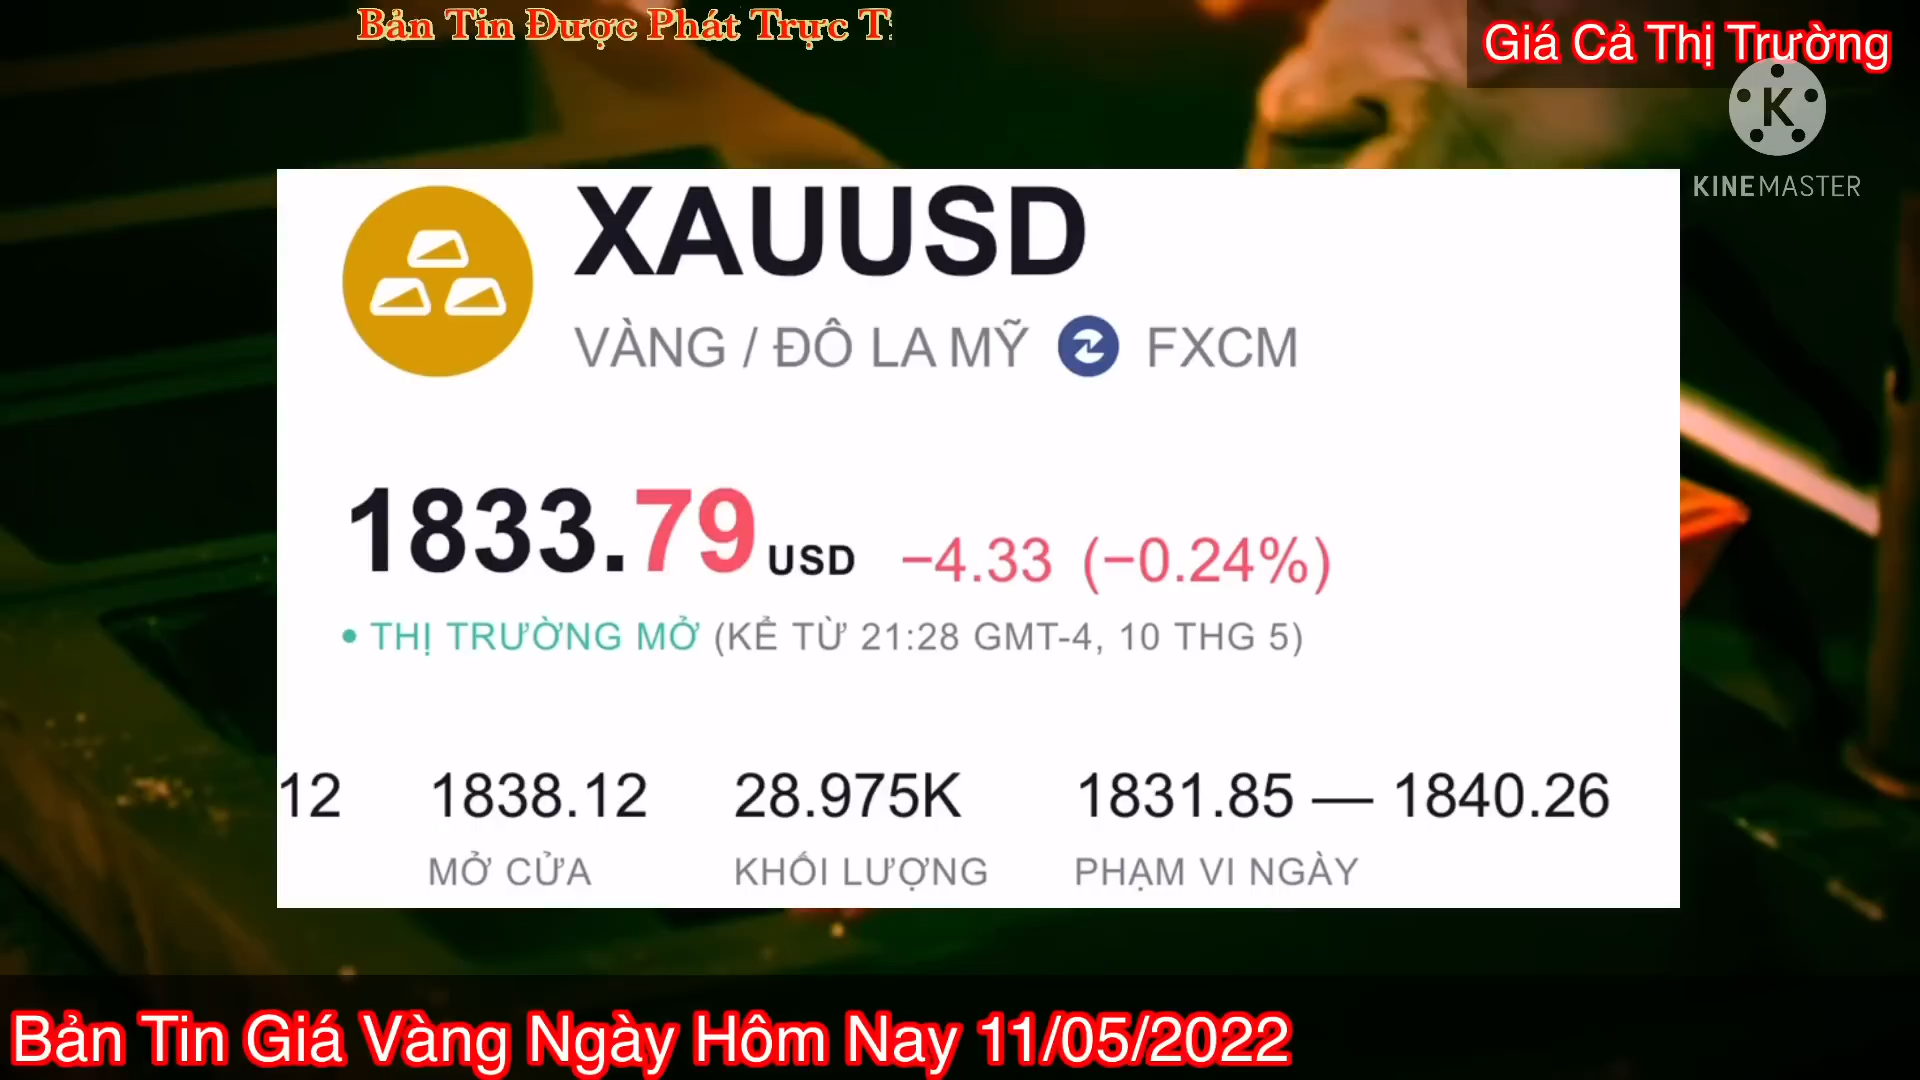 Bản Tin Được Phát Trực
Giá Cả Thị Trường
K
KINEMASTER
XAUUSD
VÀNG / ĐÔ LA MỸ FXCM
1833.79 USD −4.33 (−0.24%)
• THỊ TRƯỜNG MỞ (KỂ TỪ 21:28 GMT-4, 10 THG 5)
12 1838.12 28.975K 1831.85 — 1840.26
MỞ CỬA KHỐI LƯỢNG PHẠM VI NGÀY
Bản Tin Giá Vàng Ngày Hôm Nay 11/05/2022